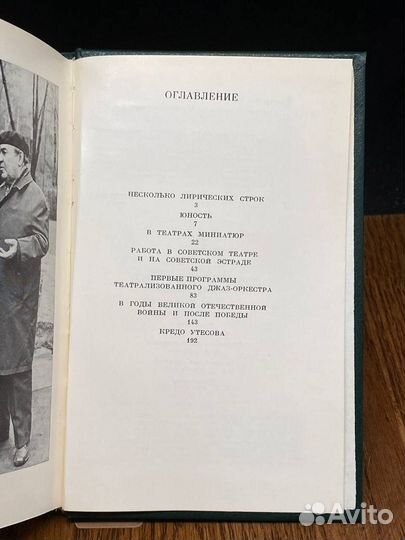 ОГЛАВЛЕНИЕ
НЕСКОЛЬКО ЛИРИЧЕСКИХ СТРОК
3
ЮНОСТЬ
7
В ТЕАТРАХ МИНИАТЮР
22
РАБОТА В СОВЕТСКОМ ТЕАТРЕ
И НА СОВЕТСКОЙ ЭСТРАДЕ
43
ПЕРВЫЕ ПРОГРАММЫ
ТЕАТРАЛИЗОВАННОГО ДЖАЗ-ОРКЕСТРА
83
В ГОДЫ ВЕЛИКОЙ ОТЕЧЕСТВЕННОЙ
ВОЙНЫ И ПОСЛЕ ПОБЕДЫ
143
КРЕДО УТЕСОВА
192
Avito